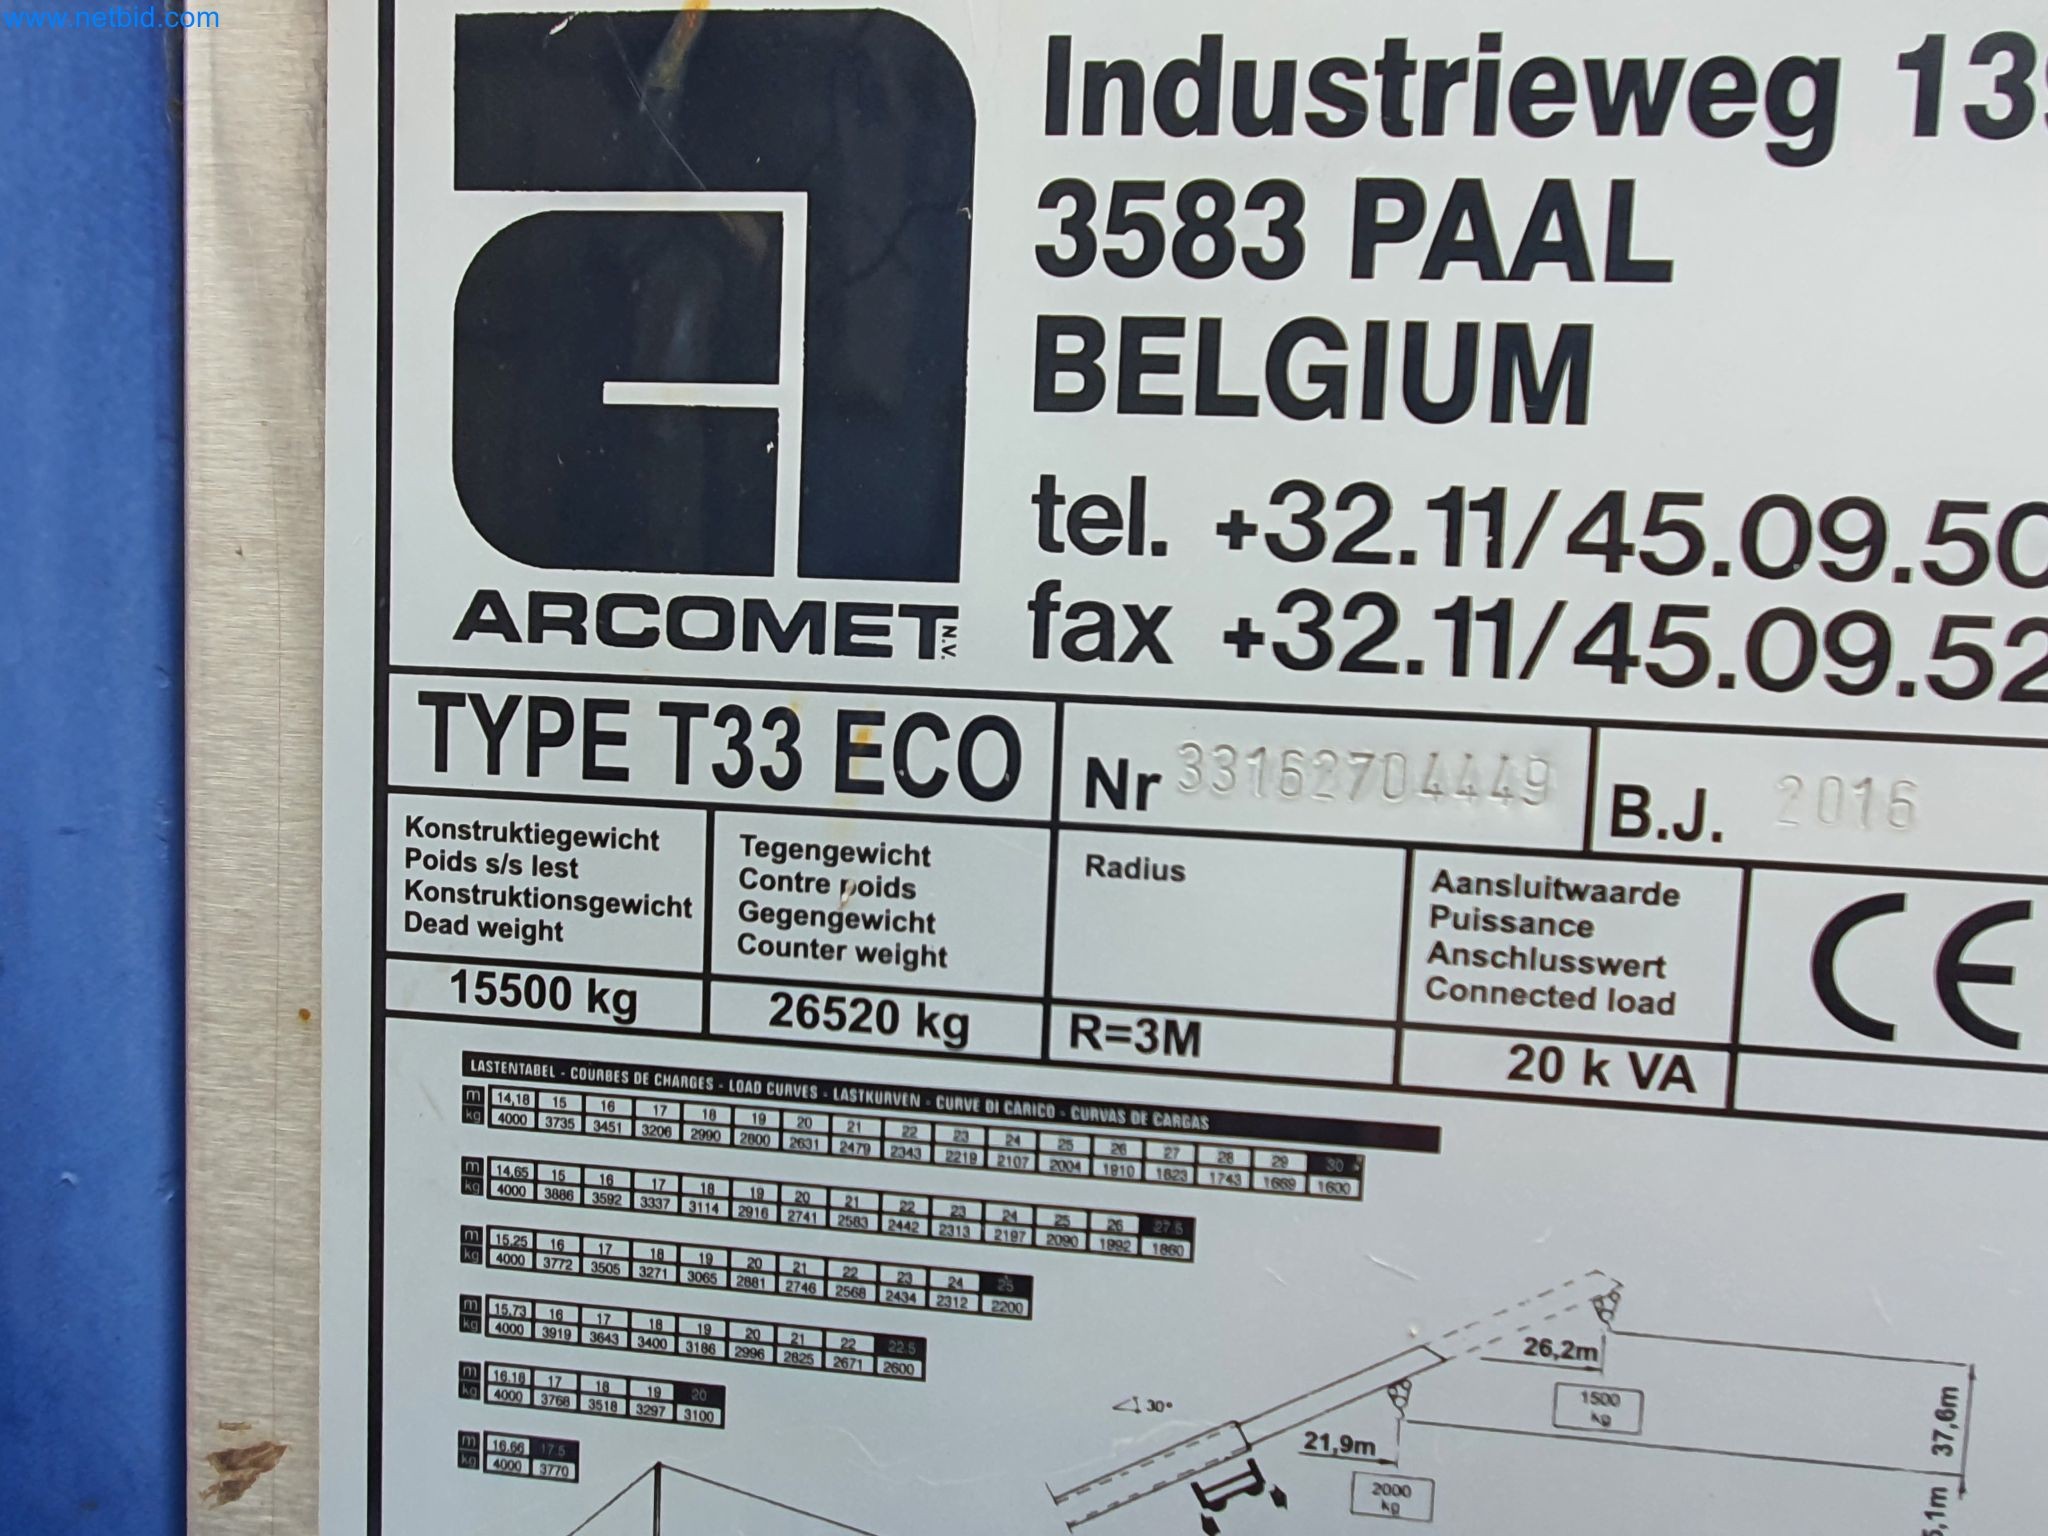 www.netbid.com
Industrieweg 139
3583 PAAL
BELGIUM
tel. +32.11/45.09.50
fax +32.11/45.09.52
ARCOMET N.V.
TYPE T33 ECO
Nr 33162704449
B.J. 2016
Konstruktiegewicht
Poids s/s lest
Konstruktionsgewicht
Dead weight
15500 kg
Tegengewicht
Contre poids
Gegengewicht
Counter weight
26520 kg
Radius
R=3M
Aansluitwaarde
Puissance
Anschlusswert
Connected load
20 k VA
CE
LASTENTABEL - COURBES DE CHARGES - LOAD CURVES - LASTKURVEN - CURVE DI CARICO - CURVAS DE CARGAS
m 14,18 15 16 17 18 19 20 21 22 23 24 25 26 27 28 29 30
kg 4000 3735 3451 3206 2990 2800 2631 2479 2343 2219 2107 2004 1910 1823 1743 1669 1600
m 14,65 15 16 17 18 19 20 21 22 23 24 25 26 27.5
kg 4000 3886 3592 3337 3114 2916 2741 2583 2442 2313 2197 2090 1992 1860
m 15,25 16 17 18 19 20 21 22 23 24 25
kg 4000 3772 3505 3271 3065 2881 2746 2568 2434 2312 2200
m 15,73 16 17 18 19 20 21 22 22.5
kg 4000 3919 3643 3400 3186 2996 2825 2671 2600
m 16,18 17 18 19 20
kg 4000 3768 3518 3297 3100
m 16,66 17.5
kg 4000 3770
30°
26,2m
1500
kg
21,9m
2000
kg
37,6m
5,1m